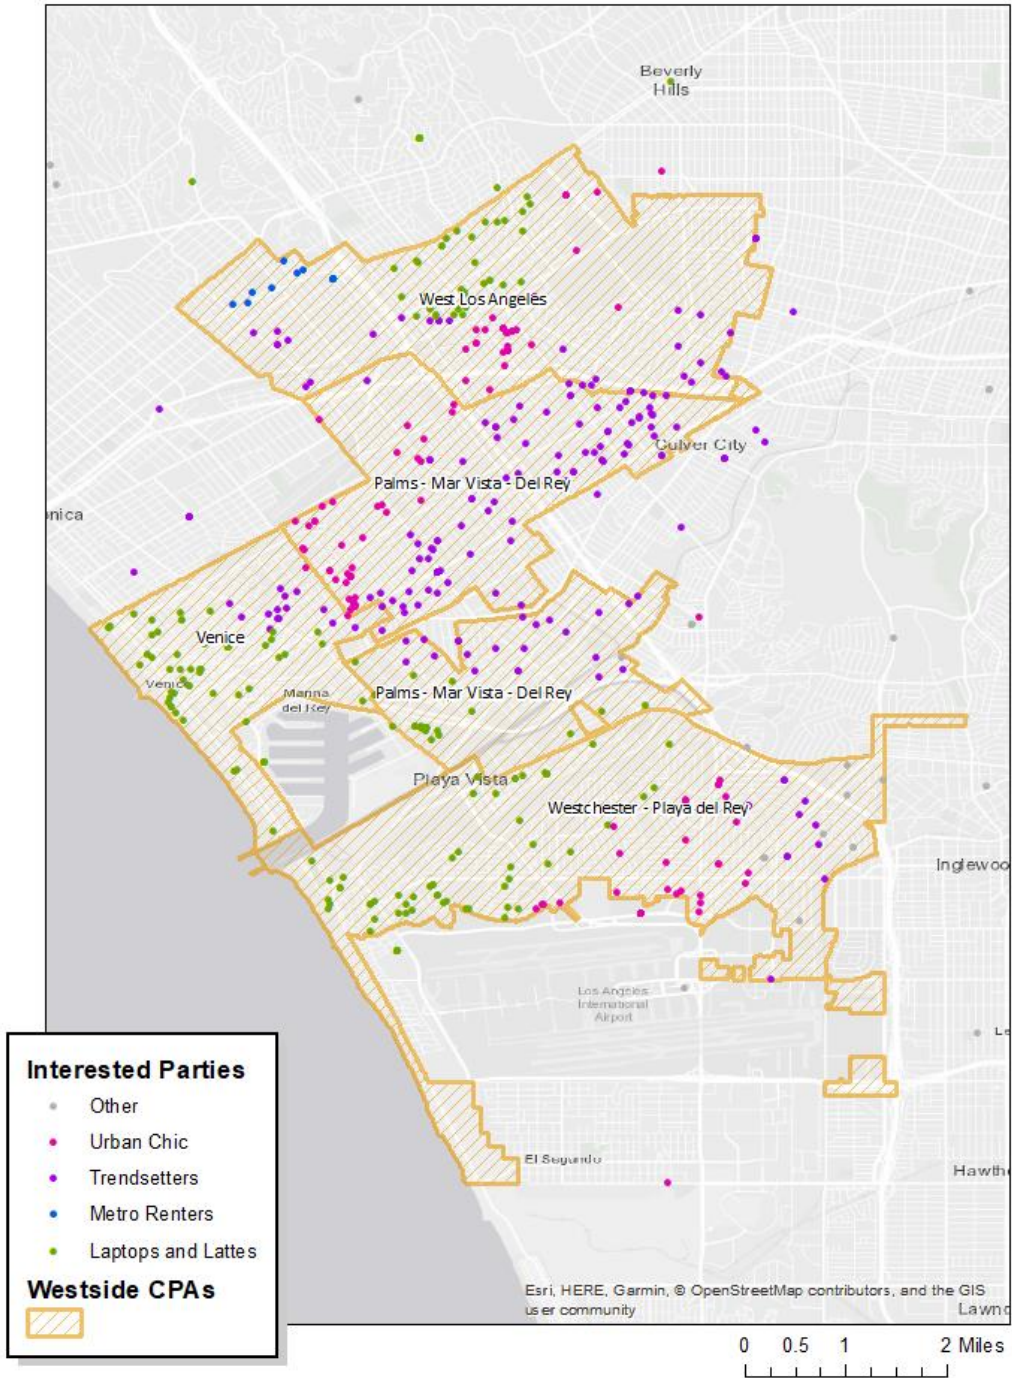 Beverly
Hills
West Los Angeles
Culver City
Palms - Mar Vista - Del Rey
nica
Venice
Venic
Marina
del Rey
Palms - Mar Vista - Del Rey
Playa Vista
Westchester - Playa del Rey
Inglewoo
Los Angeles
International
Airport
Le
El Segundo
Hawth
Interested Parties
Other
Urban Chic
Trendsetters
Metro Renters
Laptops and Lattes
Westside CPAs
Esri, HERE, Garmin, © OpenStreetMap contributors, and the GIS
user community
Lawnd
0 0.5 1 2 Miles